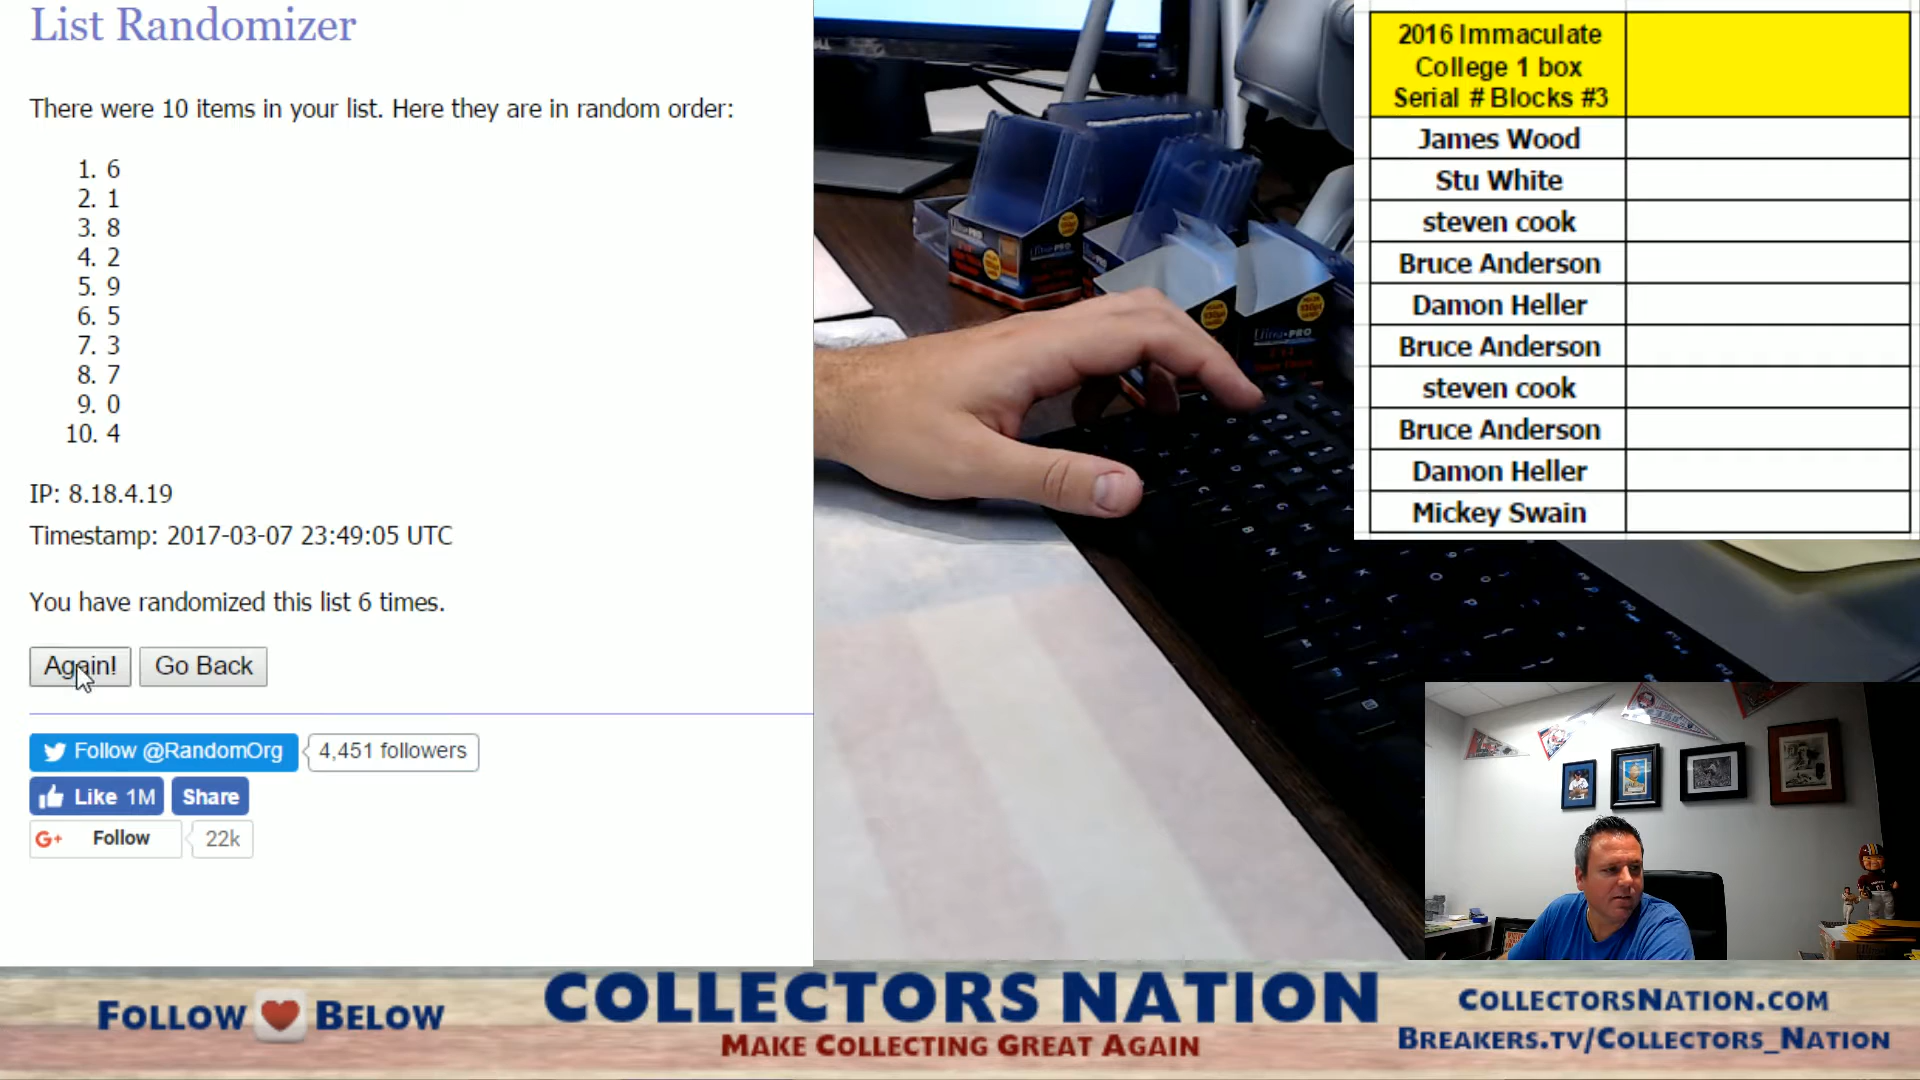 List Randomizer
There were 10 items in your list. Here they are in random order:
1. 6
2. 1
3. 8
4. 2
5. 9
6. 5
7. 3
8. 7
9. 0
10. 4
IP: 8.18.4.19
Timestamp: 2017-03-07 23:49:05 UTC
You have randomized this list 6 times.
Again! Go Back
Follow @RandomOrg 4,451 followers
Like 1M Share
G+ Follow 22k
2016 Immaculate
College 1 box
Serial # Blocks #3
James Wood
Stu White
steven cook
Bruce Anderson
Damon Heller
Bruce Anderson
steven cook
Bruce Anderson
Damon Heller
Mickey Swain
Ultra PRO
FOLLOW BELOW
COLLECTORS NATION
MAKE COLLECTING GREAT AGAIN
COLLECTORSNATION.COM
BREAKERS.TV/COLLECTORS_NATION